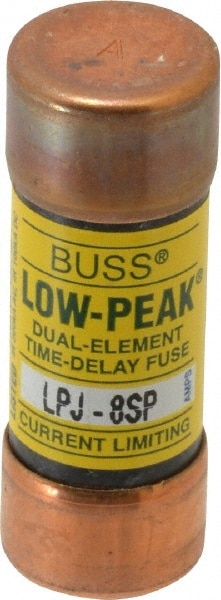 BUSS®
LOW-PEAK®
DUAL-ELEMENT
TIME-DELAY FUSE
LPJ-8SP
AMPS
CURRENT LIMITING